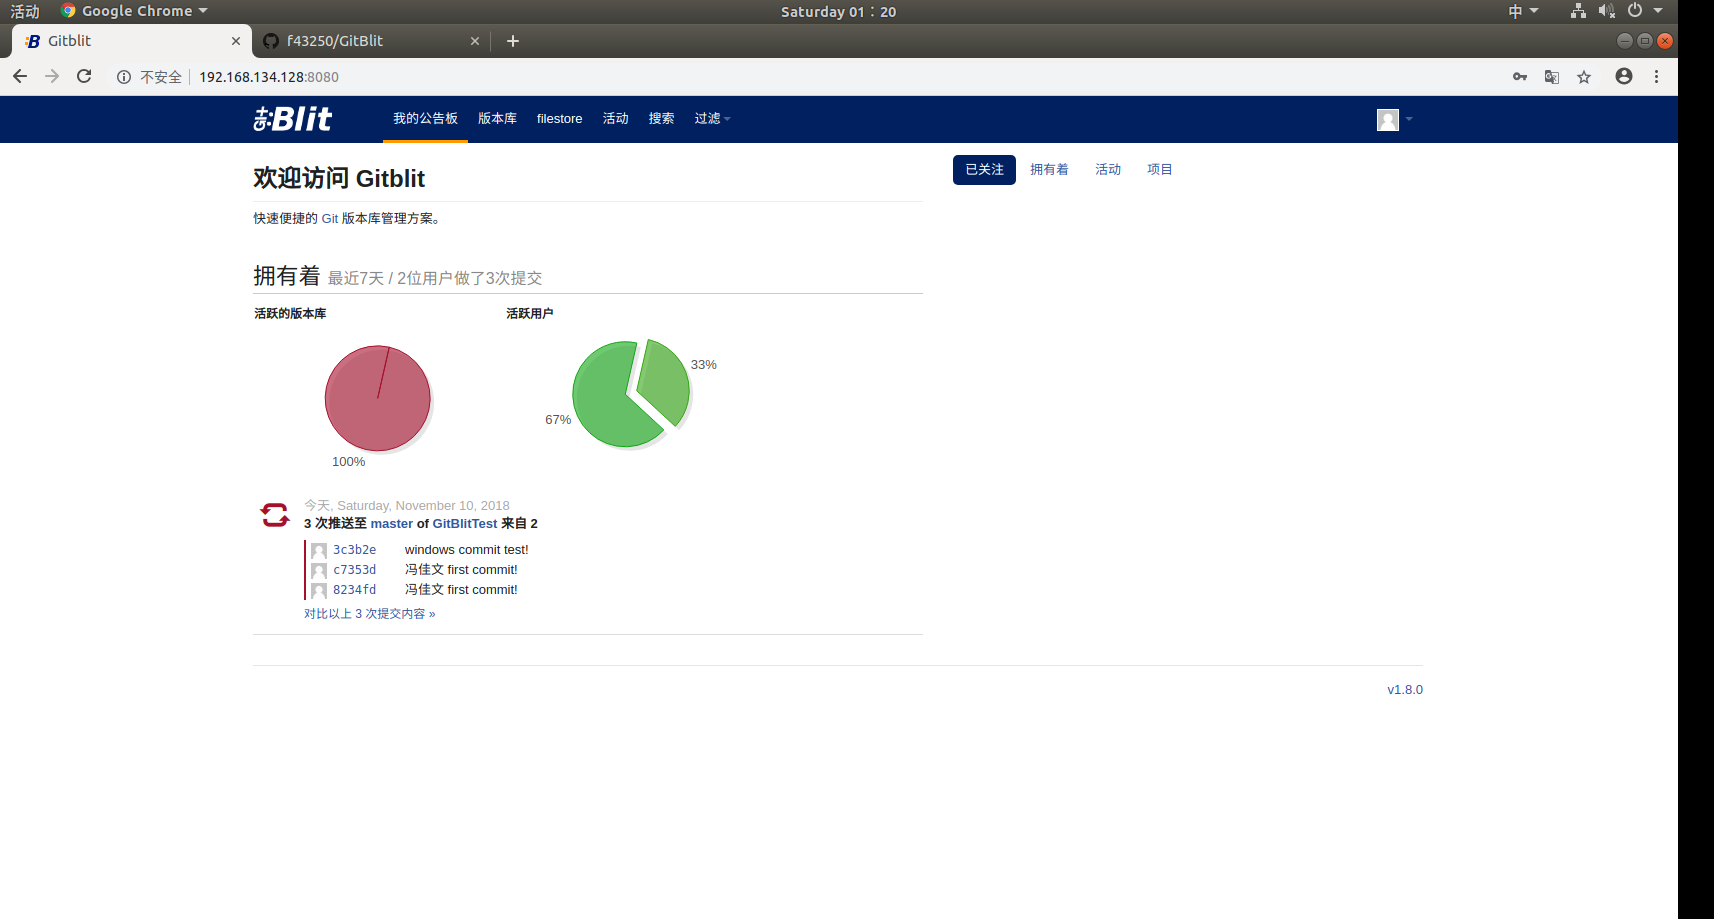 活动 Google Chrome Saturday 01：20 中
Gitblit f43250/GitBlit
不安全 192.168.134.128:8080
git:Blit 我的公告板 版本库 filestore 活动 搜索 过滤
欢迎访问 Gitblit
已关注 拥有着 活动 项目
快速便捷的 Git 版本库管理方案。
拥有着 最近7天 / 2位用户做了3次提交
活跃的版本库 活跃用户
33%
67%
100%
今天, Saturday, November 10, 2018
3 次推送至 master of GitBlitTest 来自 2
3c3b2e windows commit test!
c7353d 冯佳文 first commit!
8234fd 冯佳文 first commit!
对比以上 3 次提交内容 »
v1.8.0